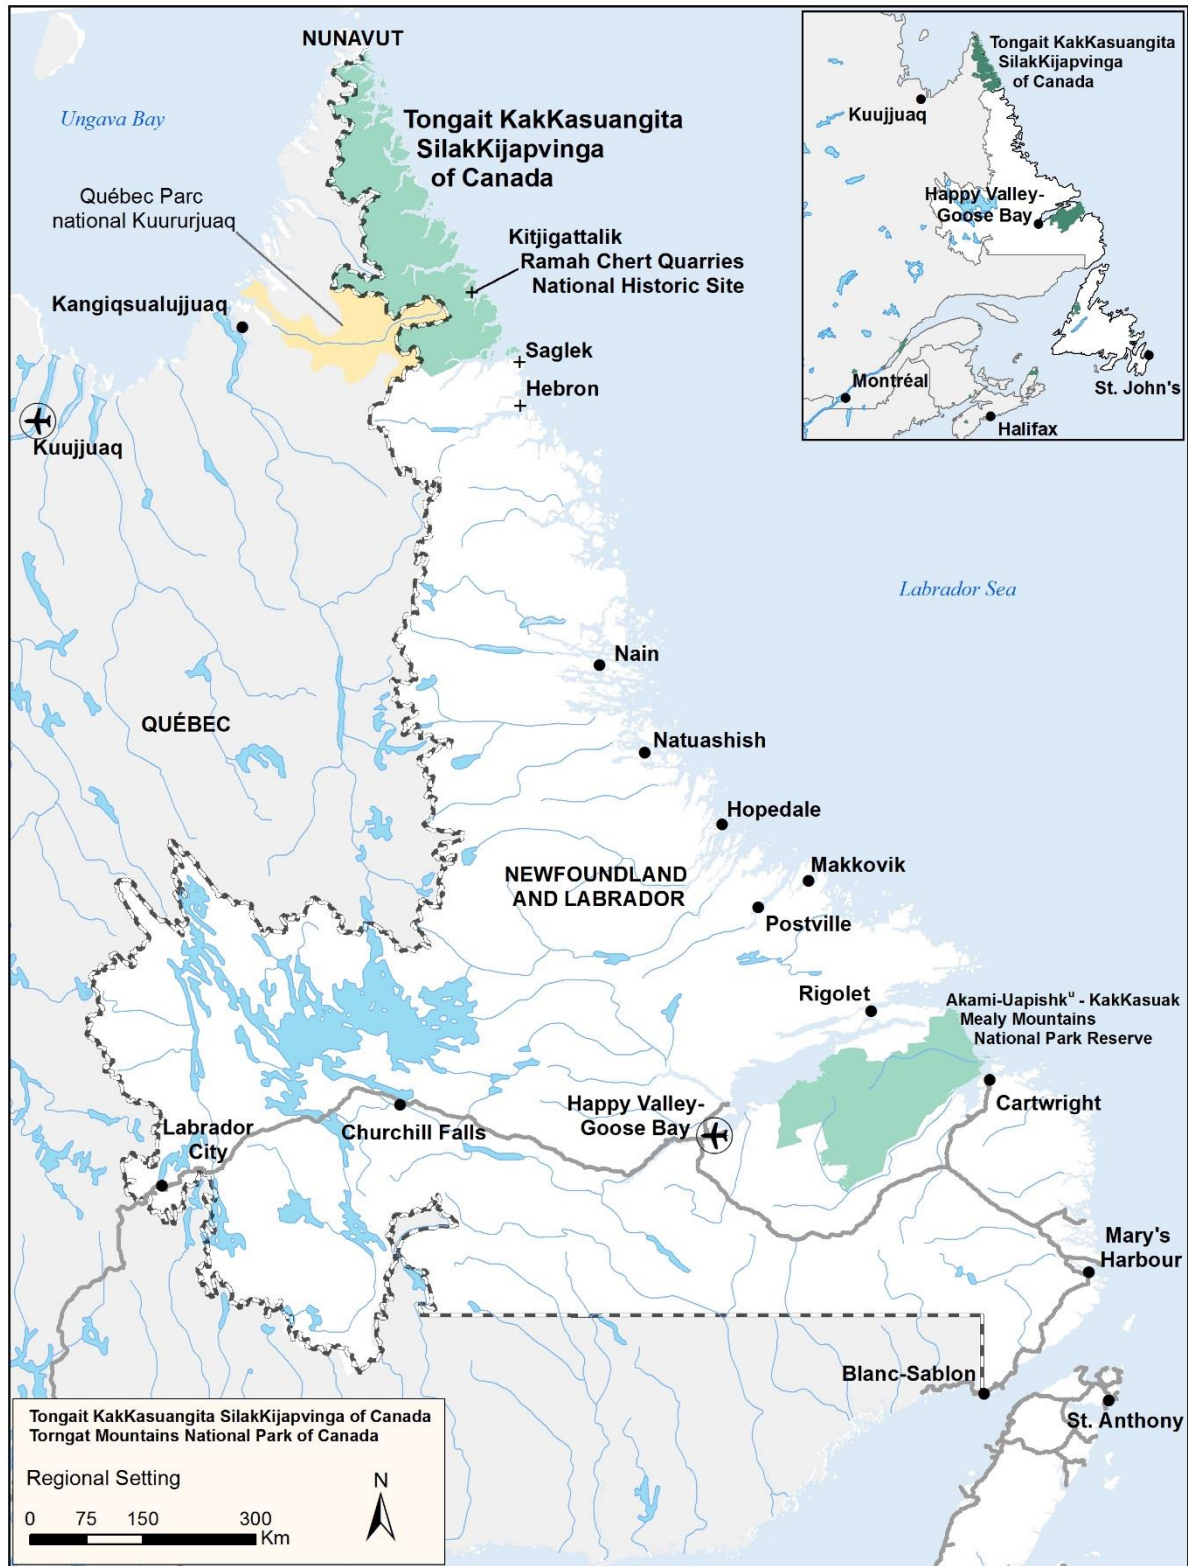 NUNAVUT
Ungava Bay
Tongait KakKasuangita
SilakKijapvinga
of Canada
Québec Parc
national Kuururjuaq
Kitjigattalik
Ramah Chert Quarries
National Historic Site
Kangiqsualujjuaq
Saglek
Hebron
Kuujjuaq
Labrador Sea
Nain
QUÉBEC
Natuashish
Hopedale
Makkovik
NEWFOUNDLAND
AND LABRADOR
Postville
Rigolet
Akami-Uapishkᵘ - KakKasuak
Mealy Mountains
National Park Reserve
Cartwright
Happy Valley-
Goose Bay
Churchill Falls
Labrador
City
Mary's
Harbour
Blanc-Sablon
St. Anthony
Tongait KakKasuangita
SilakKijapvinga
of Canada
Kuujjuaq
Happy Valley-
Goose Bay
Montréal
St. John's
Halifax
Tongait KakKasuangita SilakKijapvinga of Canada
Torngat Mountains National Park of Canada
Regional Setting
N
0 75 150 300
Km